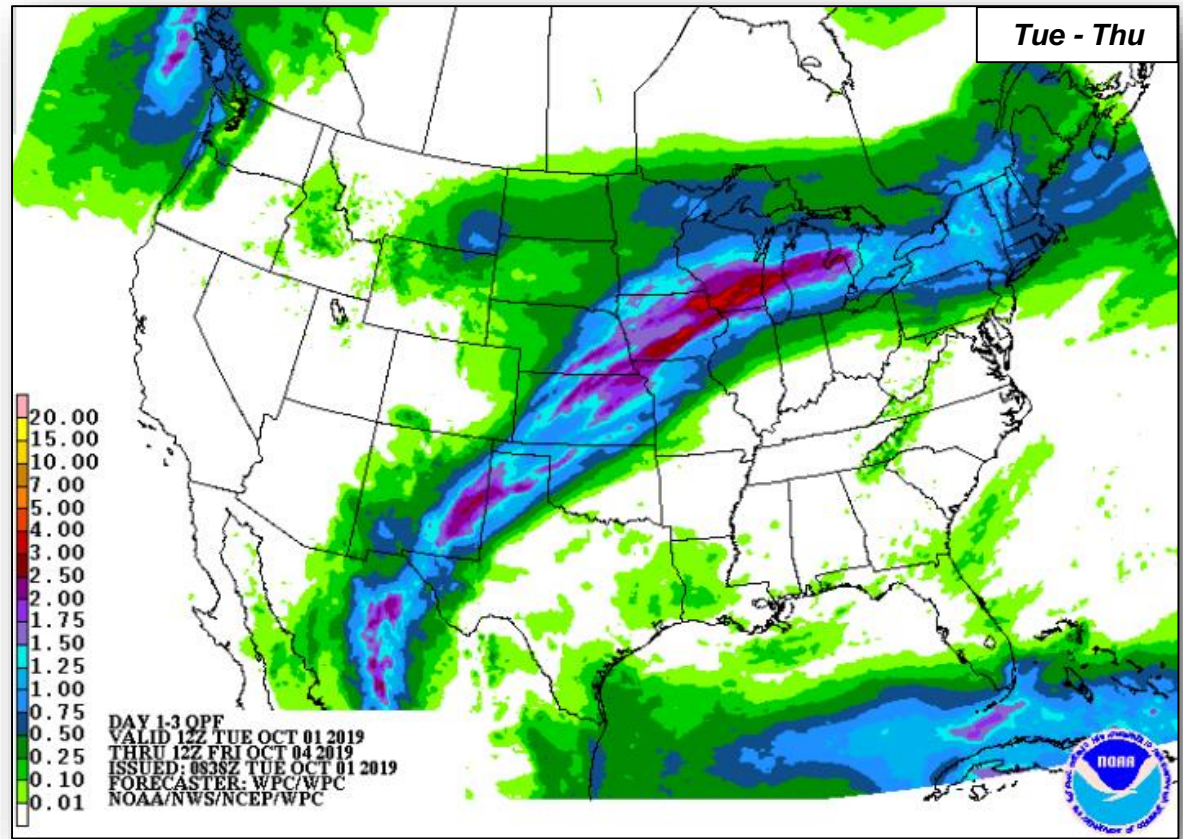 Tue - Thu
20.00
15.00
10.00
7.00
5.00
4.00
3.00
2.50
2.00
1.75
1.50
1.25
1.00
0.75
0.50
0.25
0.10
0.01
DAY 1-3 QPF
VALID 12Z TUE OCT 01 2019
THRU 12Z FRI OCT 04 2019
ISSUED: 0838Z TUE OCT 01 2019
FORECASTER: WPC/WPC
NOAA/NWS/NCEP/WPC
NOAA